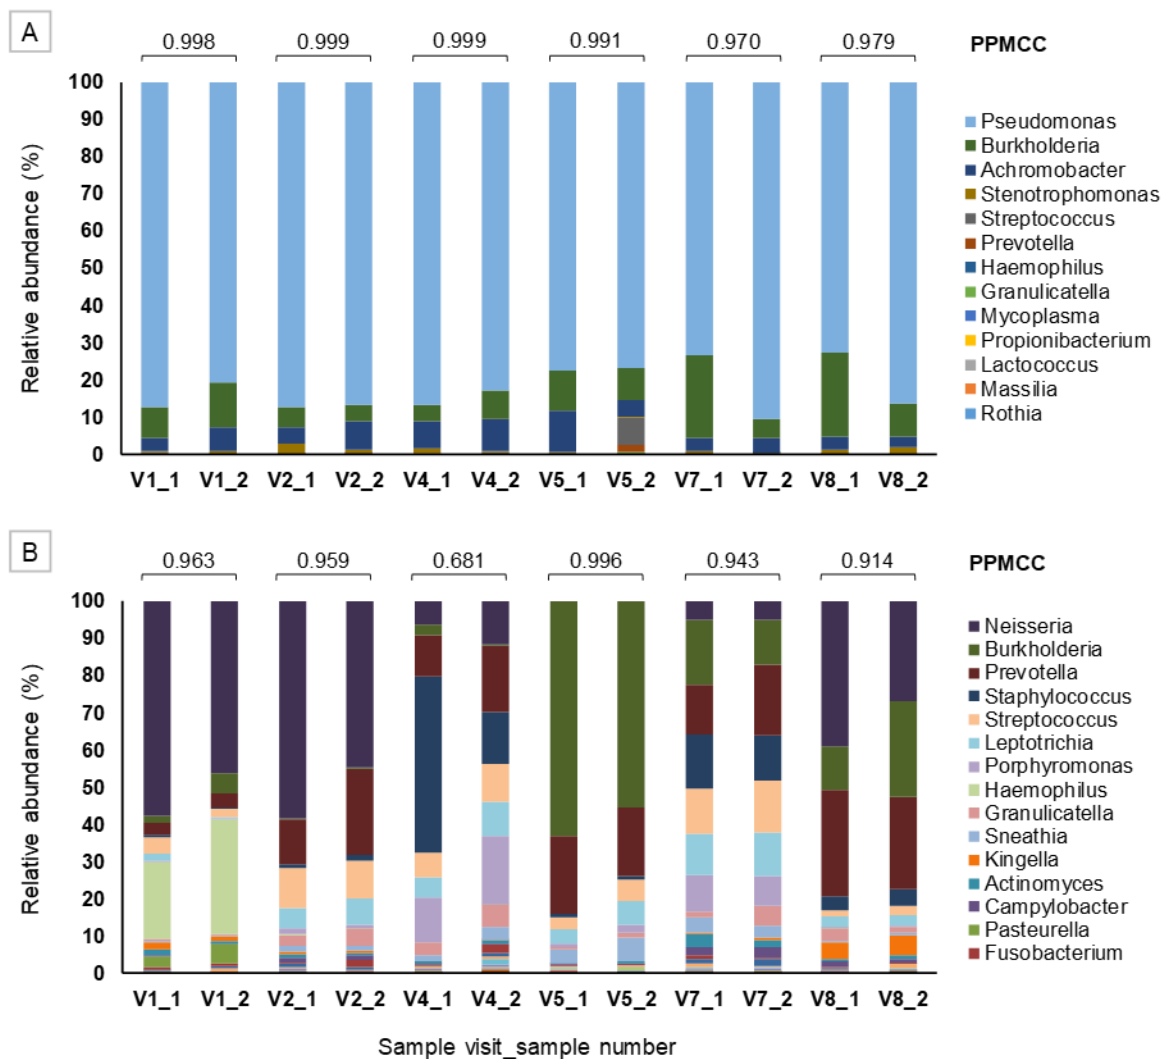 A
0.998 0.999 0.999 0.991 0.970 0.979 PPMCC
Relative abundance (%)
100
90
80
70
60
50
40
30
20
10
0
V1_1 V1_2 V2_1 V2_2 V4_1 V4_2 V5_1 V5_2 V7_1 V7_2 V8_1 V8_2
Pseudomonas
Burkholderia
Achromobacter
Stenotrophomonas
Streptococcus
Prevotella
Haemophilus
Granulicatella
Mycoplasma
Propionibacterium
Lactococcus
Massilia
Rothia
B
0.963 0.959 0.681 0.996 0.943 0.914 PPMCC
Relative abundance (%)
100
90
80
70
60
50
40
30
20
10
0
V1_1 V1_2 V2_1 V2_2 V4_1 V4_2 V5_1 V5_2 V7_1 V7_2 V8_1 V8_2
Neisseria
Burkholderia
Prevotella
Staphylococcus
Streptococcus
Leptotrichia
Porphyromonas
Haemophilus
Granulicatella
Sneathia
Kingella
Actinomyces
Campylobacter
Pasteurella
Fusobacterium
Sample visit_sample number